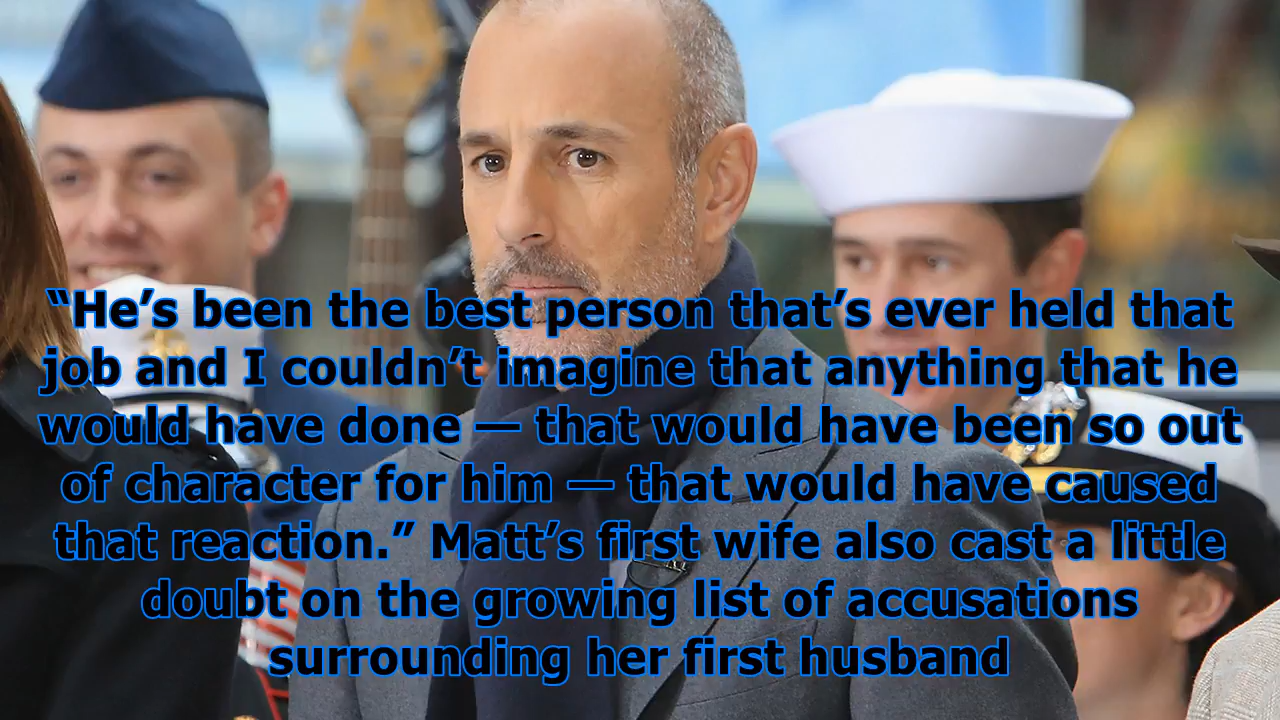 “He’s been the best person that’s ever held that
job and I couldn’t imagine that anything that he
would have done — that would have been so out
of character for him — that would have caused
that reaction.” Matt’s first wife also cast a little
doubt on the growing list of accusations
surrounding her first husband